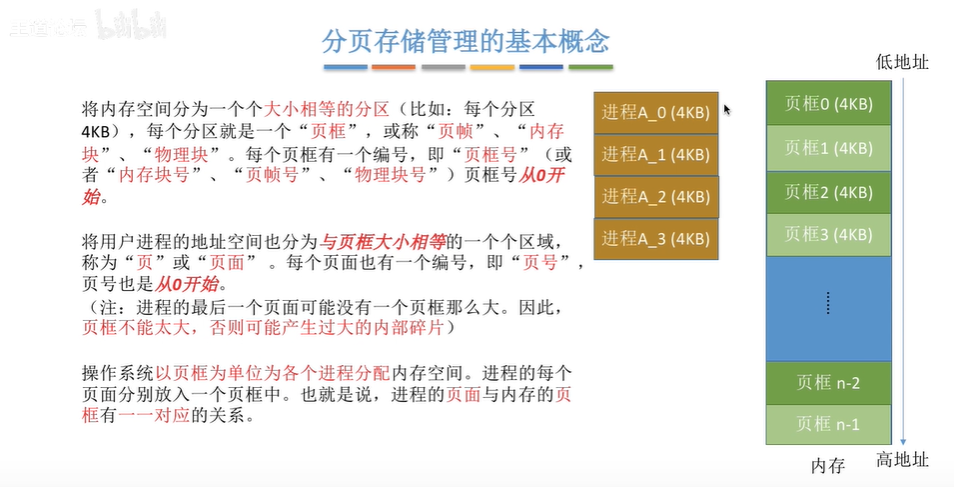 分页存储管理的基本概念
将内存空间分为一个个大小相等的分区（比如：每个分区
4KB），每个分区就是一个“页框”，或称“页帧”、“内存
块”、“物理块”。每个页框有一个编号，即“页框号”（或
者“内存块号”、“页帧号”、“物理块号”）页框号从0开
始。
将用户进程的地址空间也分为与页框大小相等的一个个区域，
称为“页”或“页面” 。每个页面也有一个编号，即“页号”，
页号也是从0开始。
（注：进程的最后一个页面可能没有一个页框那么大。因此，
页框不能太大，否则可能产生过大的内部碎片）
操作系统以页框为单位为各个进程分配内存空间。进程的每个
页面分别放入一个页框中。也就是说，进程的页面与内存的页
框有一一对应的关系。
进程A_0 (4KB)
进程A_1 (4KB)
进程A_2 (4KB)
进程A_3 (4KB)
低地址
页框0 (4KB)
页框1 (4KB)
页框2 (4KB)
页框3 (4KB)
……
页框 n-2
页框 n-1
内存
高地址
bilibili